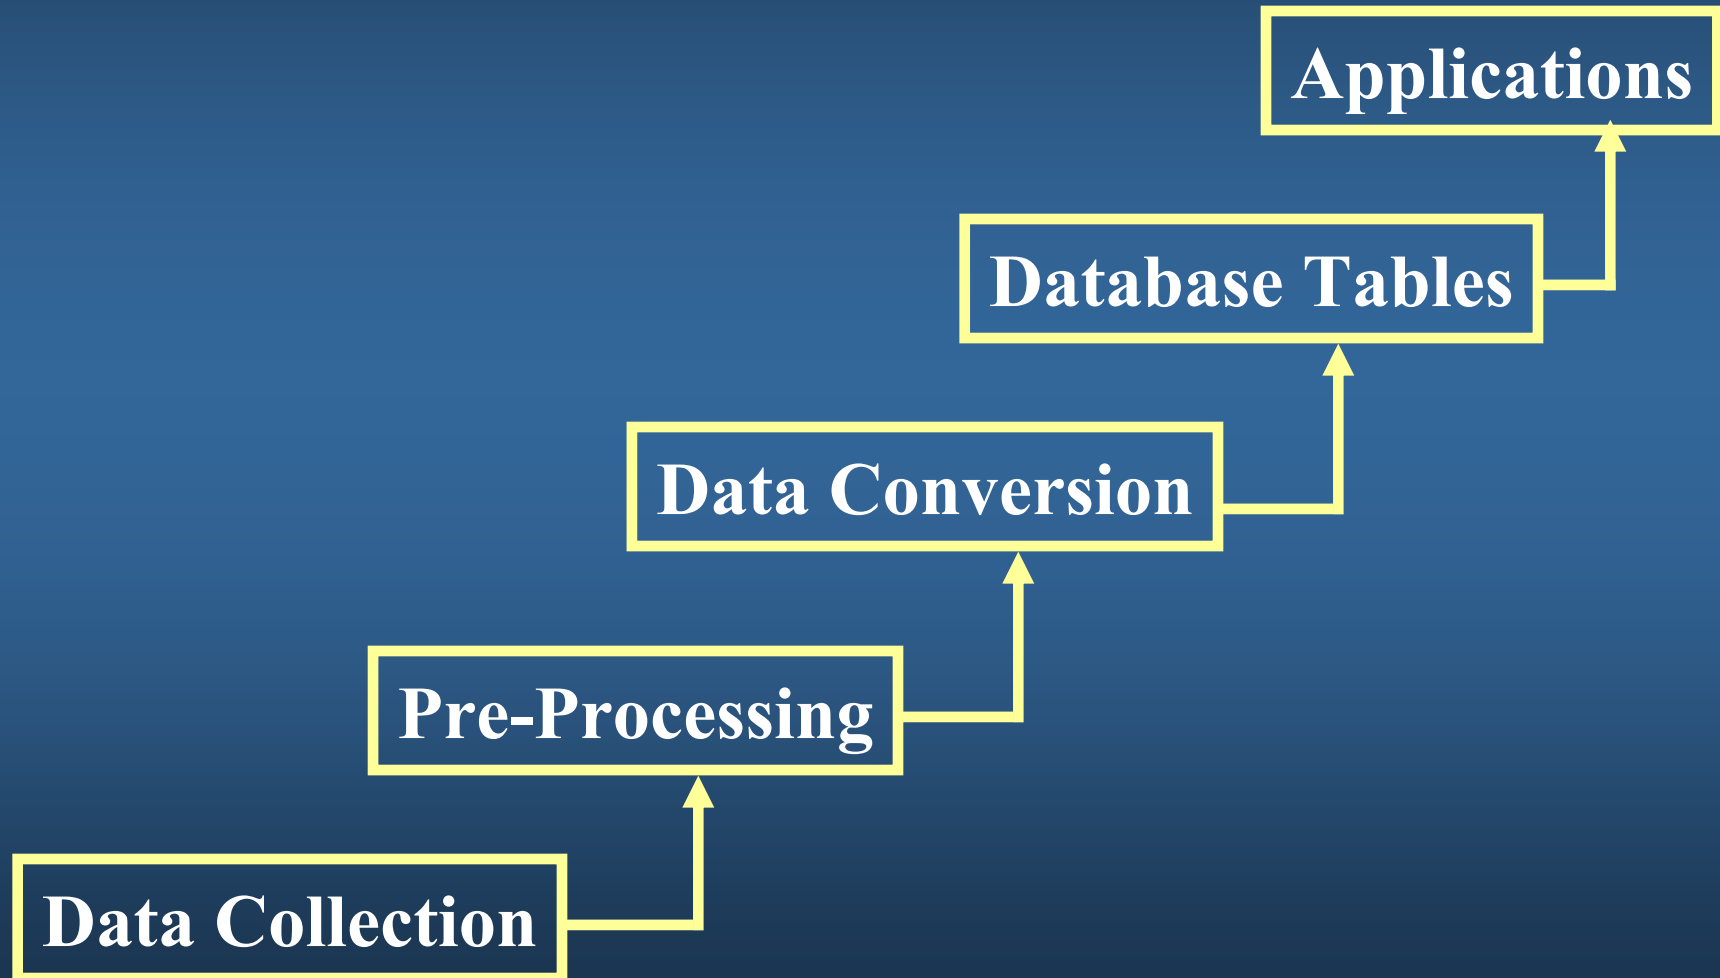 Applications
Database Tables
Data Conversion
Pre-Processing
Data Collection